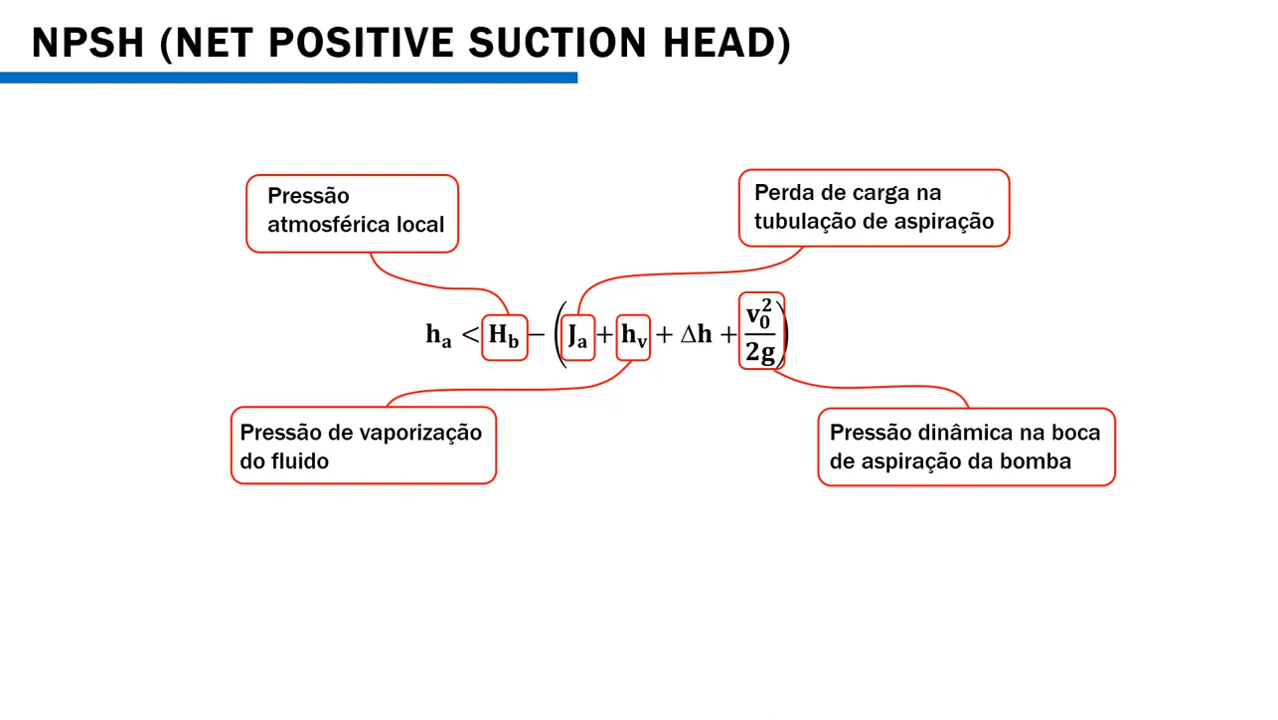 NPSH (NET POSITIVE SUCTION HEAD)
Pressão
atmosférica local
Perda de carga na
tubulação de aspiração
hₐ < H_b − (Jₐ + hᵥ + Δh + v₀²/2g)
Pressão de vaporização
do fluido
Pressão dinâmica na boca
de aspiração da bomba